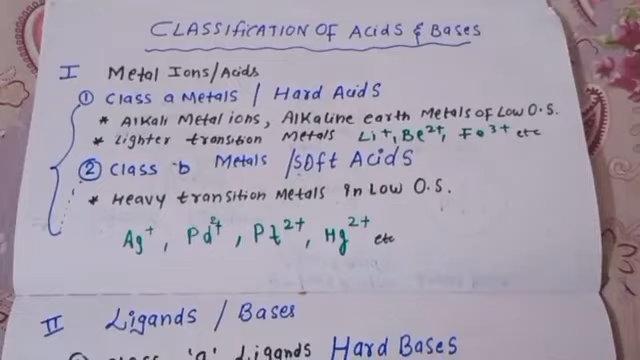 CLASSIFICATION OF ACIDS & BASES
I Metal Ions/Acids
① Class a Metals / Hard Acids
* Alkali Metal ions, Alkaline earth Metals of Low O.S.
* Lighter transition Metals Li⁺, Be²⁺, Fe³⁺ etc
② Class b Metals / Soft Acids
* Heavy transition Metals in Low O.S.
Ag⁺, Pd²⁺, Pt²⁺, Hg²⁺ etc
II Ligands / Bases
Class 'a' Ligands Hard Bases